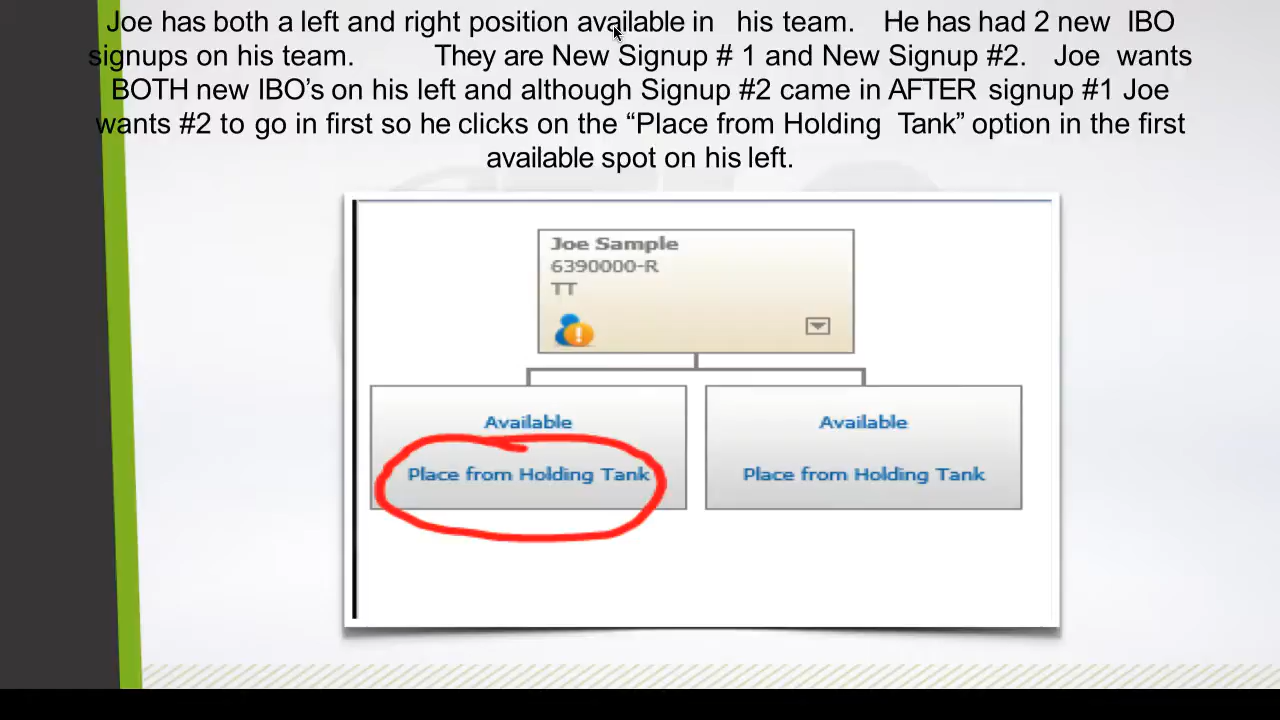 Joe has both a left and right position available in his team. He has had 2 new IBO
signups on his team. They are New Signup # 1 and New Signup #2. Joe wants
BOTH new IBO’s on his left and although Signup #2 came in AFTER signup #1 Joe
wants #2 to go in first so he clicks on the “Place from Holding Tank” option in the first
available spot on his left.
Joe Sample
6390000-R
TT
Available
Place from Holding Tank
Available
Place from Holding Tank